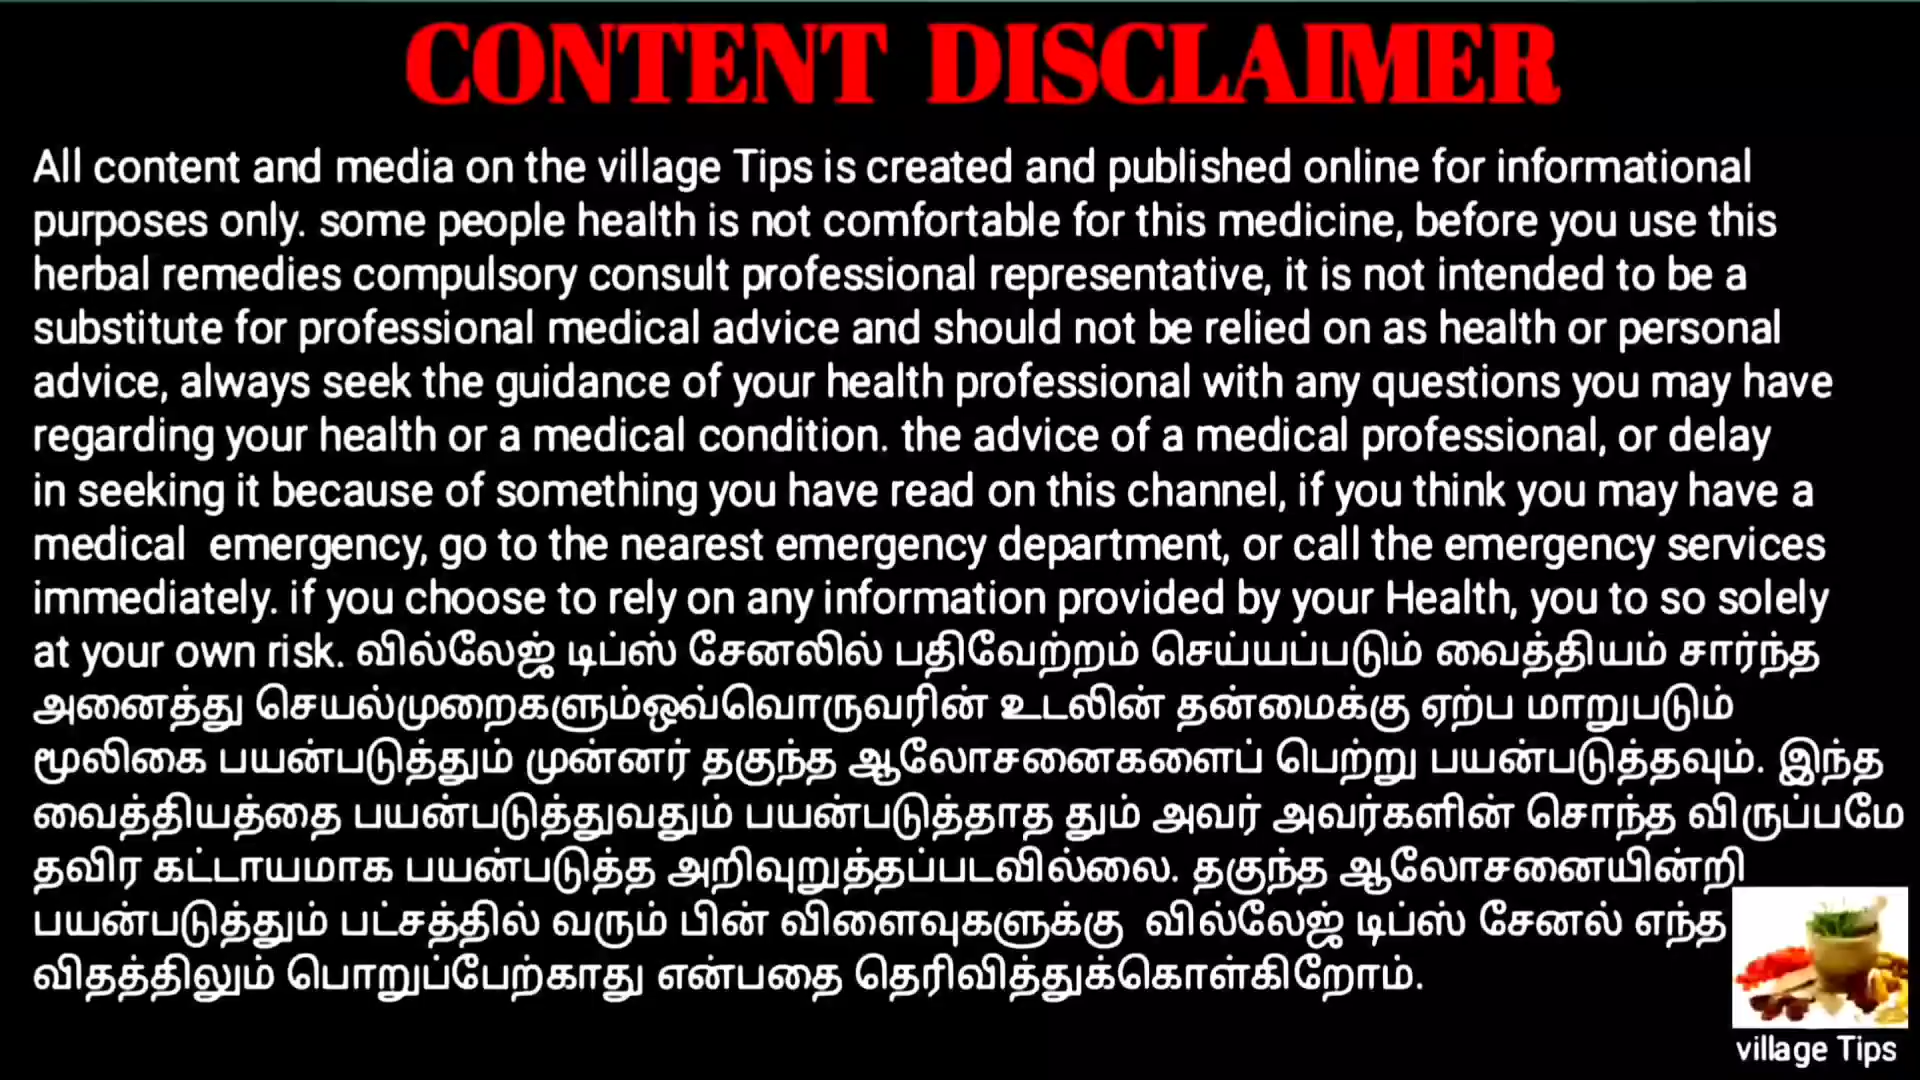 CONTENT DISCLAIMER
All content and media on the village Tips is created and published online for informational
purposes only. some people health is not comfortable for this medicine, before you use this
herbal remedies compulsory consult professional representative, it is not intended to be a
substitute for professional medical advice and should not be relied on as health or personal
advice, always seek the guidance of your health professional with any questions you may have
regarding your health or a medical condition. the advice of a medical professional, or delay
in seeking it because of something you have read on this channel, if you think you may have a
medical  emergency, go to the nearest emergency department, or call the emergency services
immediately. if you choose to rely on any information provided by your Health, you to so solely
at your own risk. வில்லேஜ் டிப்ஸ் சேனலில் பதிவேற்றம் செய்யப்படும் வைத்தியம் சார்ந்த
அனைத்து செயல்முறைகளும்ஒவ்வொருவரின் உடலின் தன்மைக்கு ஏற்ப மாறுபடும்
மூலிகை பயன்படுத்தும் முன்னர் தகுந்த ஆலோசனைகளைப் பெற்று பயன்படுத்தவும். இந்த
வைத்தியத்தை பயன்படுத்துவதும் பயன்படுத்தாத தும் அவர் அவர்களின் சொந்த விருப்பமே
தவிர கட்டாயமாக பயன்படுத்த அறிவுறுத்தப்படவில்லை. தகுந்த ஆலோசனையின்றி
பயன்படுத்தும் பட்சத்தில் வரும் பின் விளைவுகளுக்கு  வில்லேஜ் டிப்ஸ் சேனல் எந்த
விதத்திலும் பொறுப்பேற்காது என்பதை தெரிவித்துக்கொள்கிறோம்.
village Tips